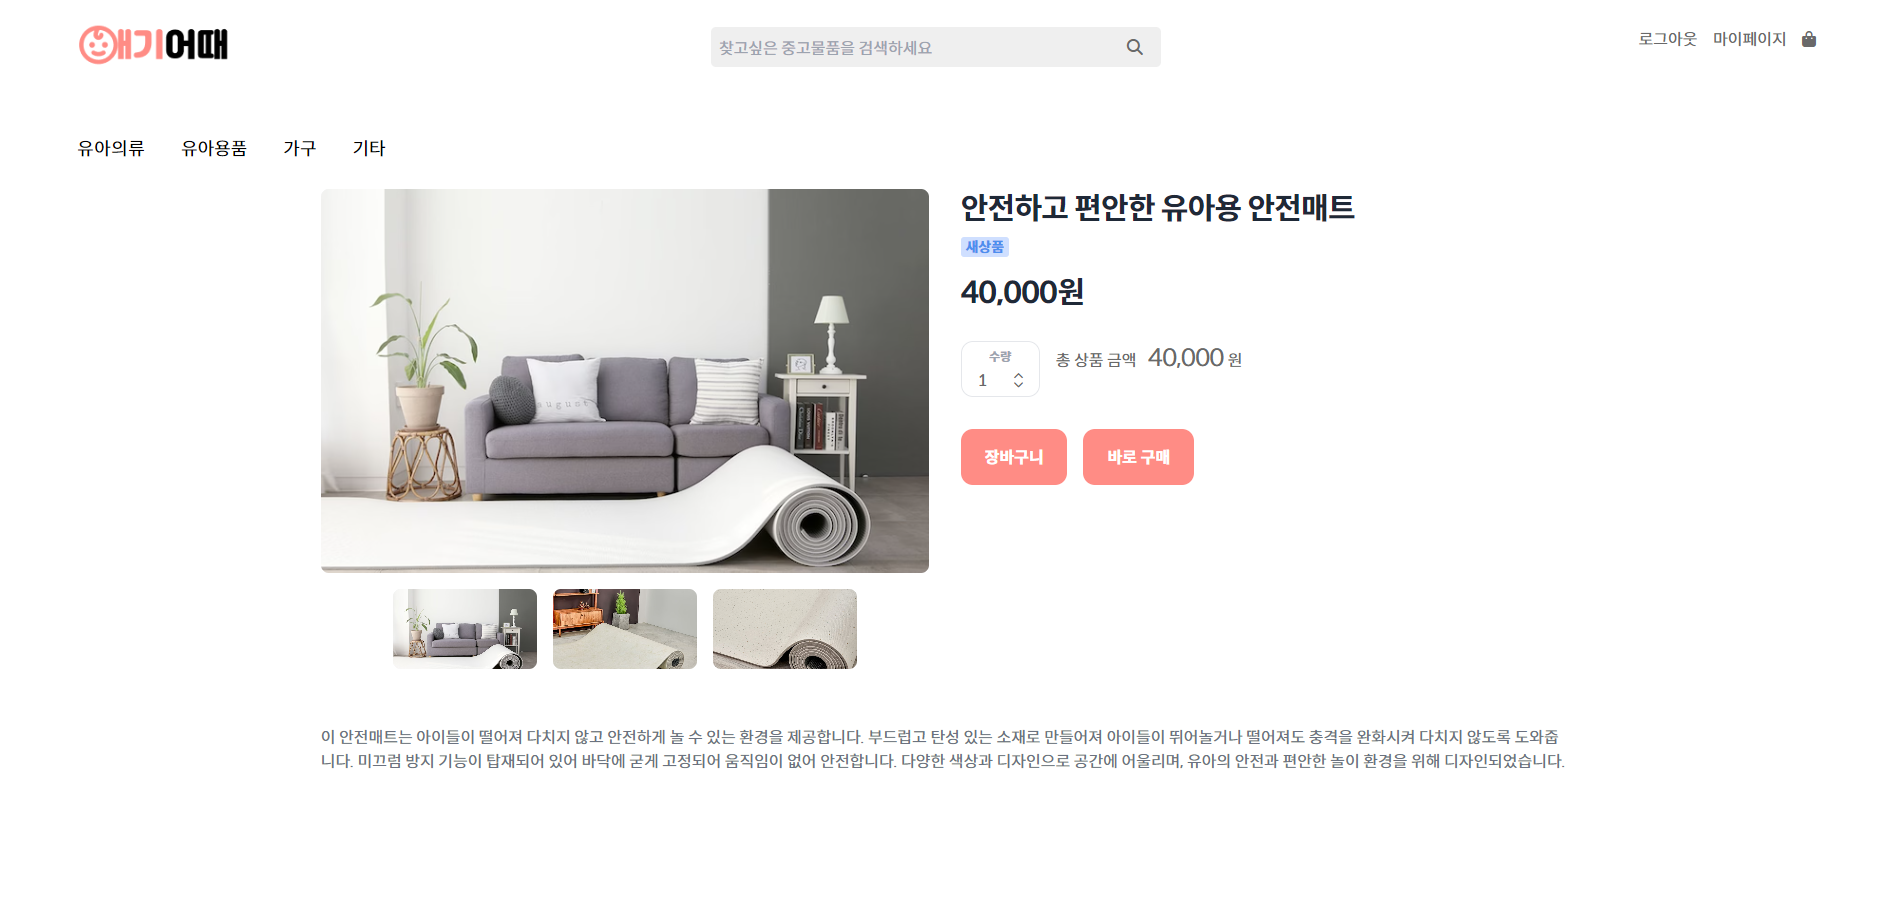 애기어때
찾고싶은 중고물품을 검색하세요
로그아웃 마이페이지
유아의류 유아용품 가구 기타
안전하고 편안한 유아용 안전매트
새상품
40,000원
수량
1
총 상품 금액 40,000 원
장바구니 바로 구매
august
이 안전매트는 아이들이 떨어져 다치지 않고 안전하게 놀 수 있는 환경을 제공합니다. 부드럽고 탄성 있는 소재로 만들어져 아이들이 뛰어놀거나 떨어져도 충격을 완화시켜 다치지 않도록 도와줍
니다. 미끄럼 방지 기능이 탑재되어 있어 바닥에 굳게 고정되어 움직임이 없어 안전합니다. 다양한 색상과 디자인으로 공간에 어울리며, 유아의 안전과 편안한 놀이 환경을 위해 디자인되었습니다.